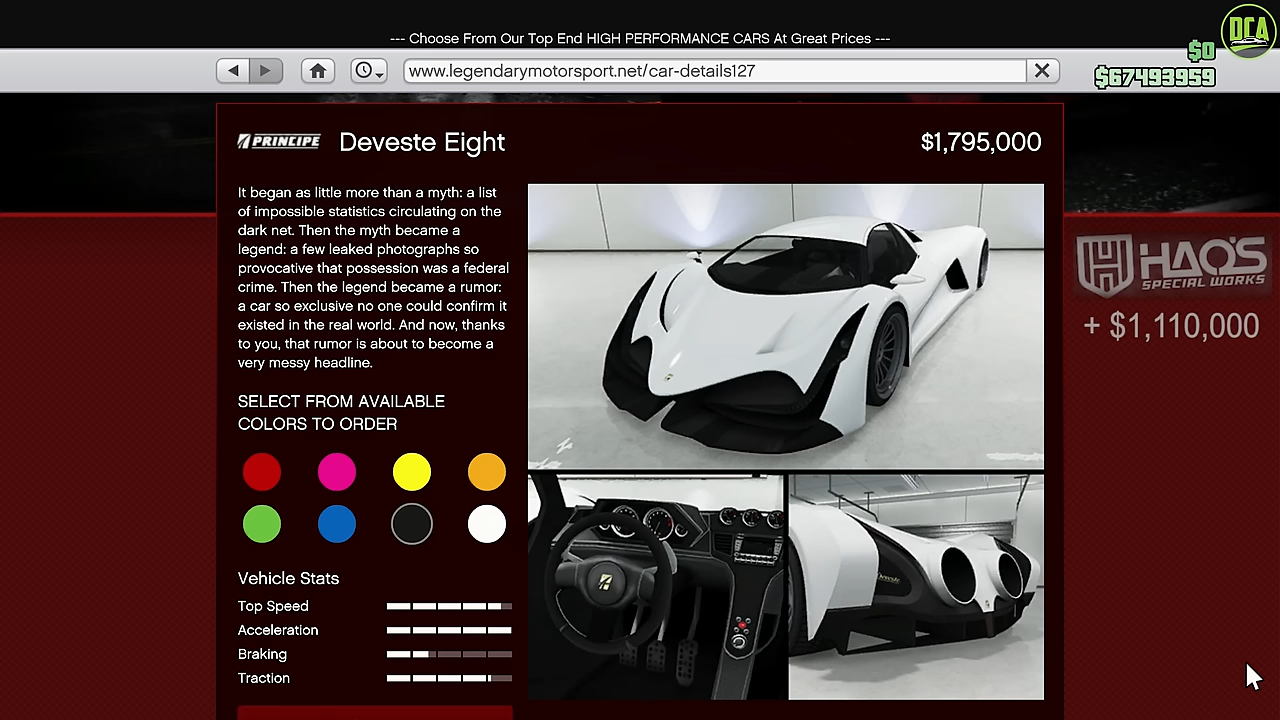 --- Choose From Our Top End HIGH PERFORMANCE CARS At Great Prices ---
DCA
$0
www.legendarymotorsport.net/car-details127
$67493959
PRINCIPE
Deveste Eight
$1,795,000
It began as little more than a myth: a list
of impossible statistics circulating on the
dark net. Then the myth became a
legend: a few leaked photographs so
provocative that possession was a federal
crime. Then the legend became a rumor:
a car so exclusive no one could confirm it
existed in the real world. And now, thanks
to you, that rumor is about to become a
very messy headline.
HAO'S
SPECIAL WORKS
+ $1,110,000
SELECT FROM AVAILABLE
COLORS TO ORDER
Vehicle Stats
Top Speed
Acceleration
Braking
Traction
Deveste